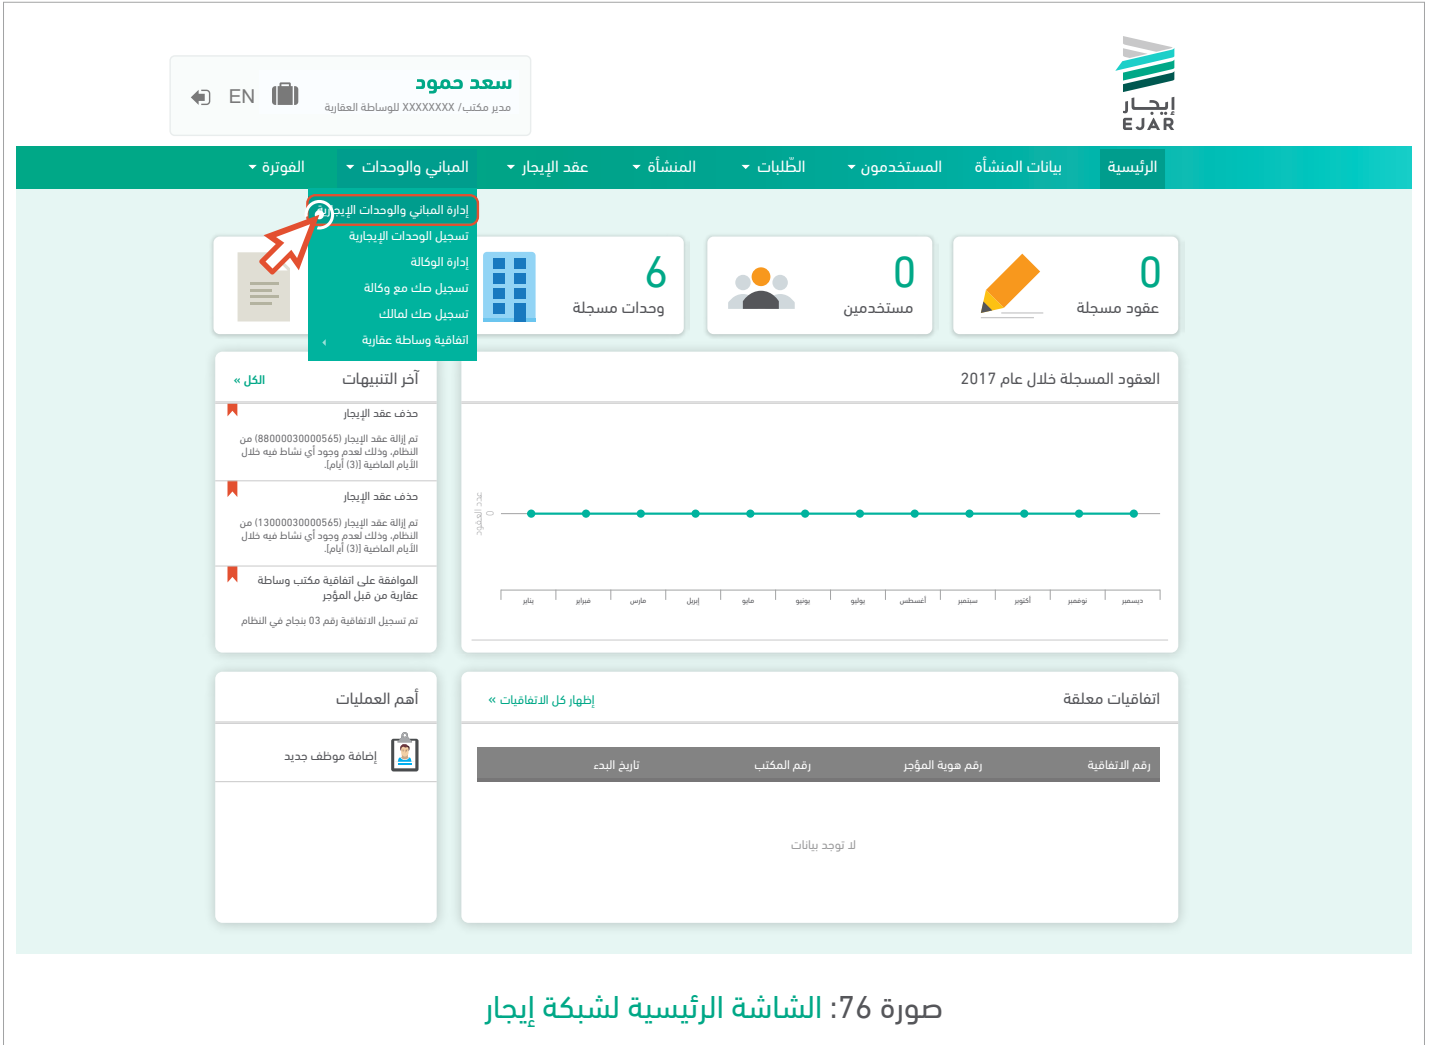 إيجــار
EJAR
سعد حمود
مدير مكتب/ XXXXXXXX للوساطة العقارية
EN
الرئيسية
بيانات المنشأة
المستخدمون
الطّلبات
المنشأة
عقد الإيجار
المباني والوحدات
الفوترة
إدارة المباني والوحدات الإيجارية
تسجيل الوحدات الإيجارية
إدارة الوكالة
تسجيل صك مع وكالة
تسجيل صك لمالك
اتفاقية وساطة عقارية
0
عقود مسجلة
0
مستخدمين
6
وحدات مسجلة
العقود المسجلة خلال عام 2017
عدد العقود
0
يناير
فبراير
مارس
إبريل
مايو
يونيو
يوليو
أغسطس
سبتمبر
أكتوبر
نوفمبر
ديسمبر
آخر التنبيهات
الكل »
حذف عقد الإيجار
تم إزالة عقد الإيجار (88000030000565) من
النظام، وذلك لعدم وجود أي نشاط فيه خلال
الأيام الماضية [(3) أيام].
حذف عقد الإيجار
تم إزالة عقد الإيجار (13000030000565) من
النظام، وذلك لعدم وجود أي نشاط فيه خلال
الأيام الماضية [(3) أيام].
الموافقة على اتفاقية مكتب وساطة
عقارية من قبل المؤجر
تم تسجيل الاتفاقية رقم 03 بنجاح في النظام
اتفاقيات معلقة
إظهار كل الاتفاقيات »
رقم الاتفاقية
رقم هوية المؤجر
رقم المكتب
تاريخ البدء
لا توجد بيانات
أهم العمليات
إضافة موظف جديد
صورة 76: الشاشة الرئيسية لشبكة إيجار